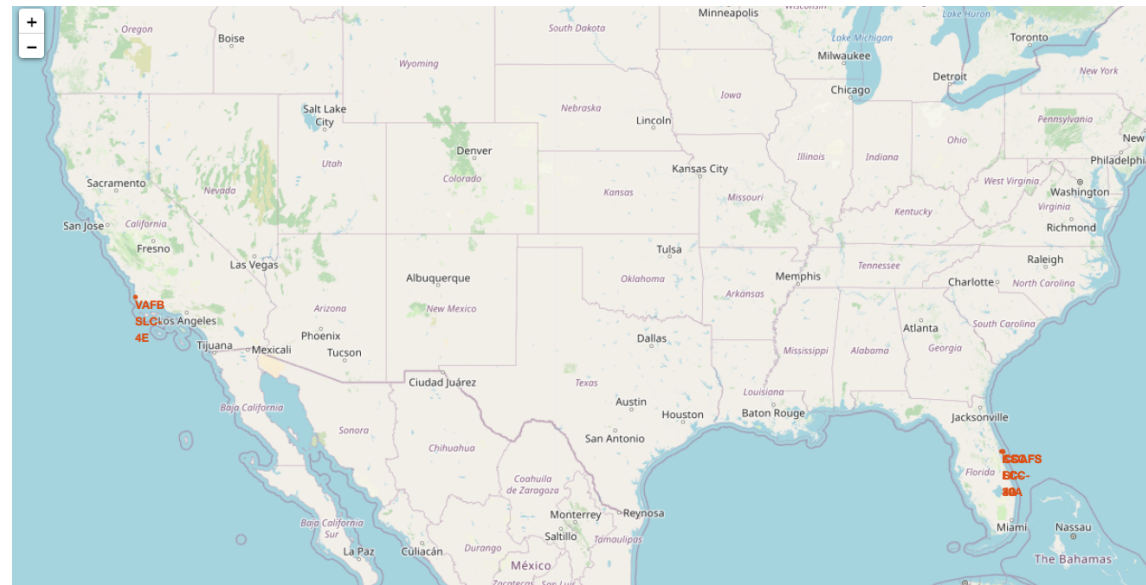 +
−
Minneapolis
Lake Huron
Oregon
Boise
South Dakota
Toronto
Lake Michigan
Wyoming
Milwaukee
Detroit
New York
Chicago
Iowa
Salt Lake
City
Nebraska
Lincoln
Pennsylvania
New
Denver
Utah
Illinois
Indiana
Ohio
Philadelphia
Kansas City
Colorado
Sacramento
Nevada
Kansas
Missouri
West Virginia
Washington
Virginia
Kentucky
San Jose
California
Richmond
Fresno
Las Vegas
Tulsa
Raleigh
Albuquerque
Oklahoma
Memphis
Tennessee
Charlotte
North Carolina
New Mexico
Arizona
Arkansas
VAFB
SLC-
4E
Los Angeles
Phoenix
Atlanta
South Carolina
Tijuana
Mexicali
Tucson
Dallas
Mississippi
Alabama
Georgia
Ciudad Juárez
Texas
Louisiana
Baja California
Austin
Houston
Baton Rouge
Jacksonville
Sonora
San Antonio
Chihuahua
Florida
Coahuila
de Zaragoza
Monterrey
Reynosa
Baja California
Sur
Saltillo
Tamaulipas
Miami
Nassau
La Paz
Culiacán
Durango
México
The Bahamas
Zacatecas
San Luis